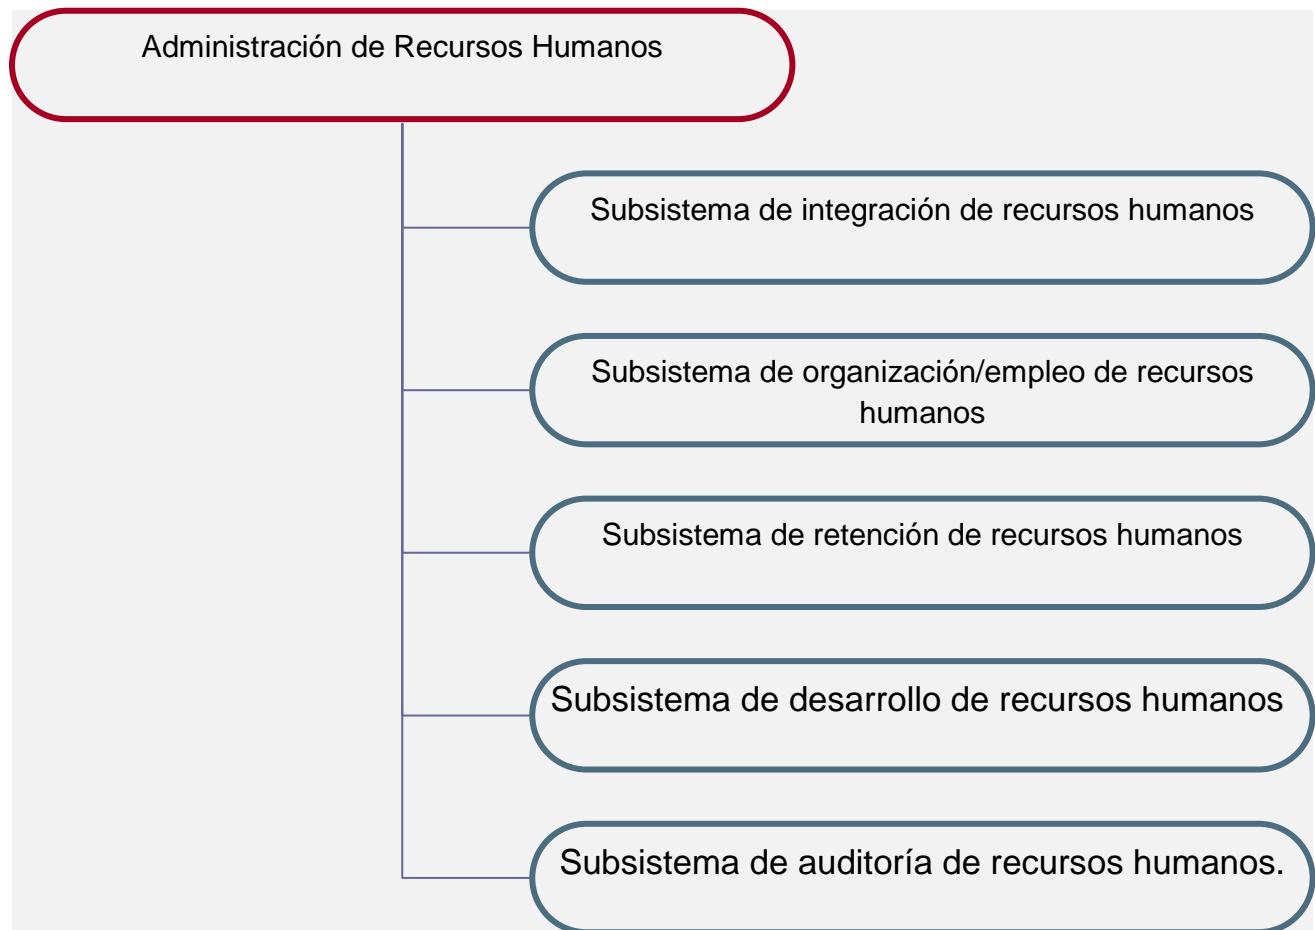 Administración de Recursos Humanos
Subsistema de integración de recursos humanos
Subsistema de organización/empleo de recursos
humanos
Subsistema de retención de recursos humanos
Subsistema de desarrollo de recursos humanos
Subsistema de auditoría de recursos humanos.